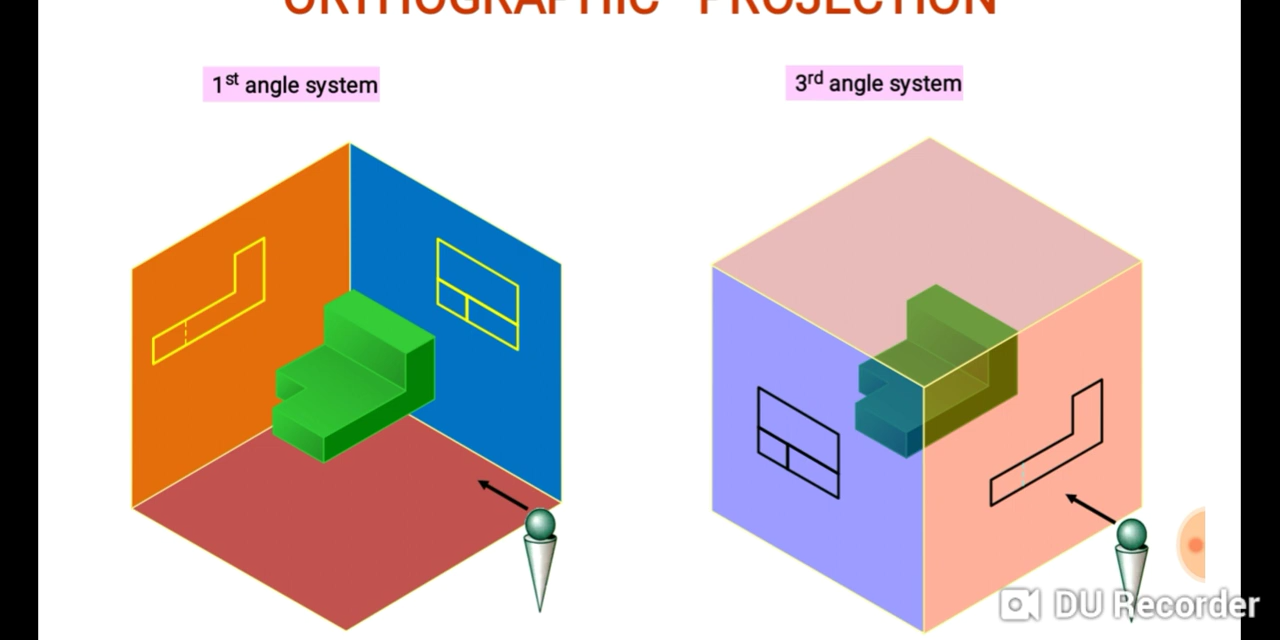 ORTHOGRAPHIC PROJECTION
1st angle system
3rd angle system
DU Recorder